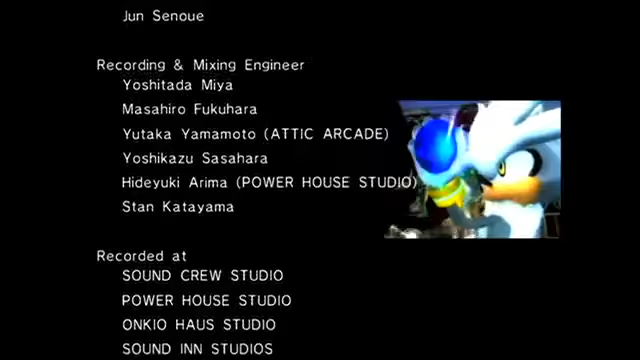 Jun Senoue
Recording & Mixing Engineer
Yoshitada Miya
Masahiro Fukuhara
Yutaka Yamamoto (ATTIC ARCADE)
Yoshikazu Sasahara
Hideyuki Arima (POWER HOUSE STUDIO)
Stan Katayama
Recorded at
SOUND CREW STUDIO
POWER HOUSE STUDIO
ONKIO HAUS STUDIO
SOUND INN STUDIOS